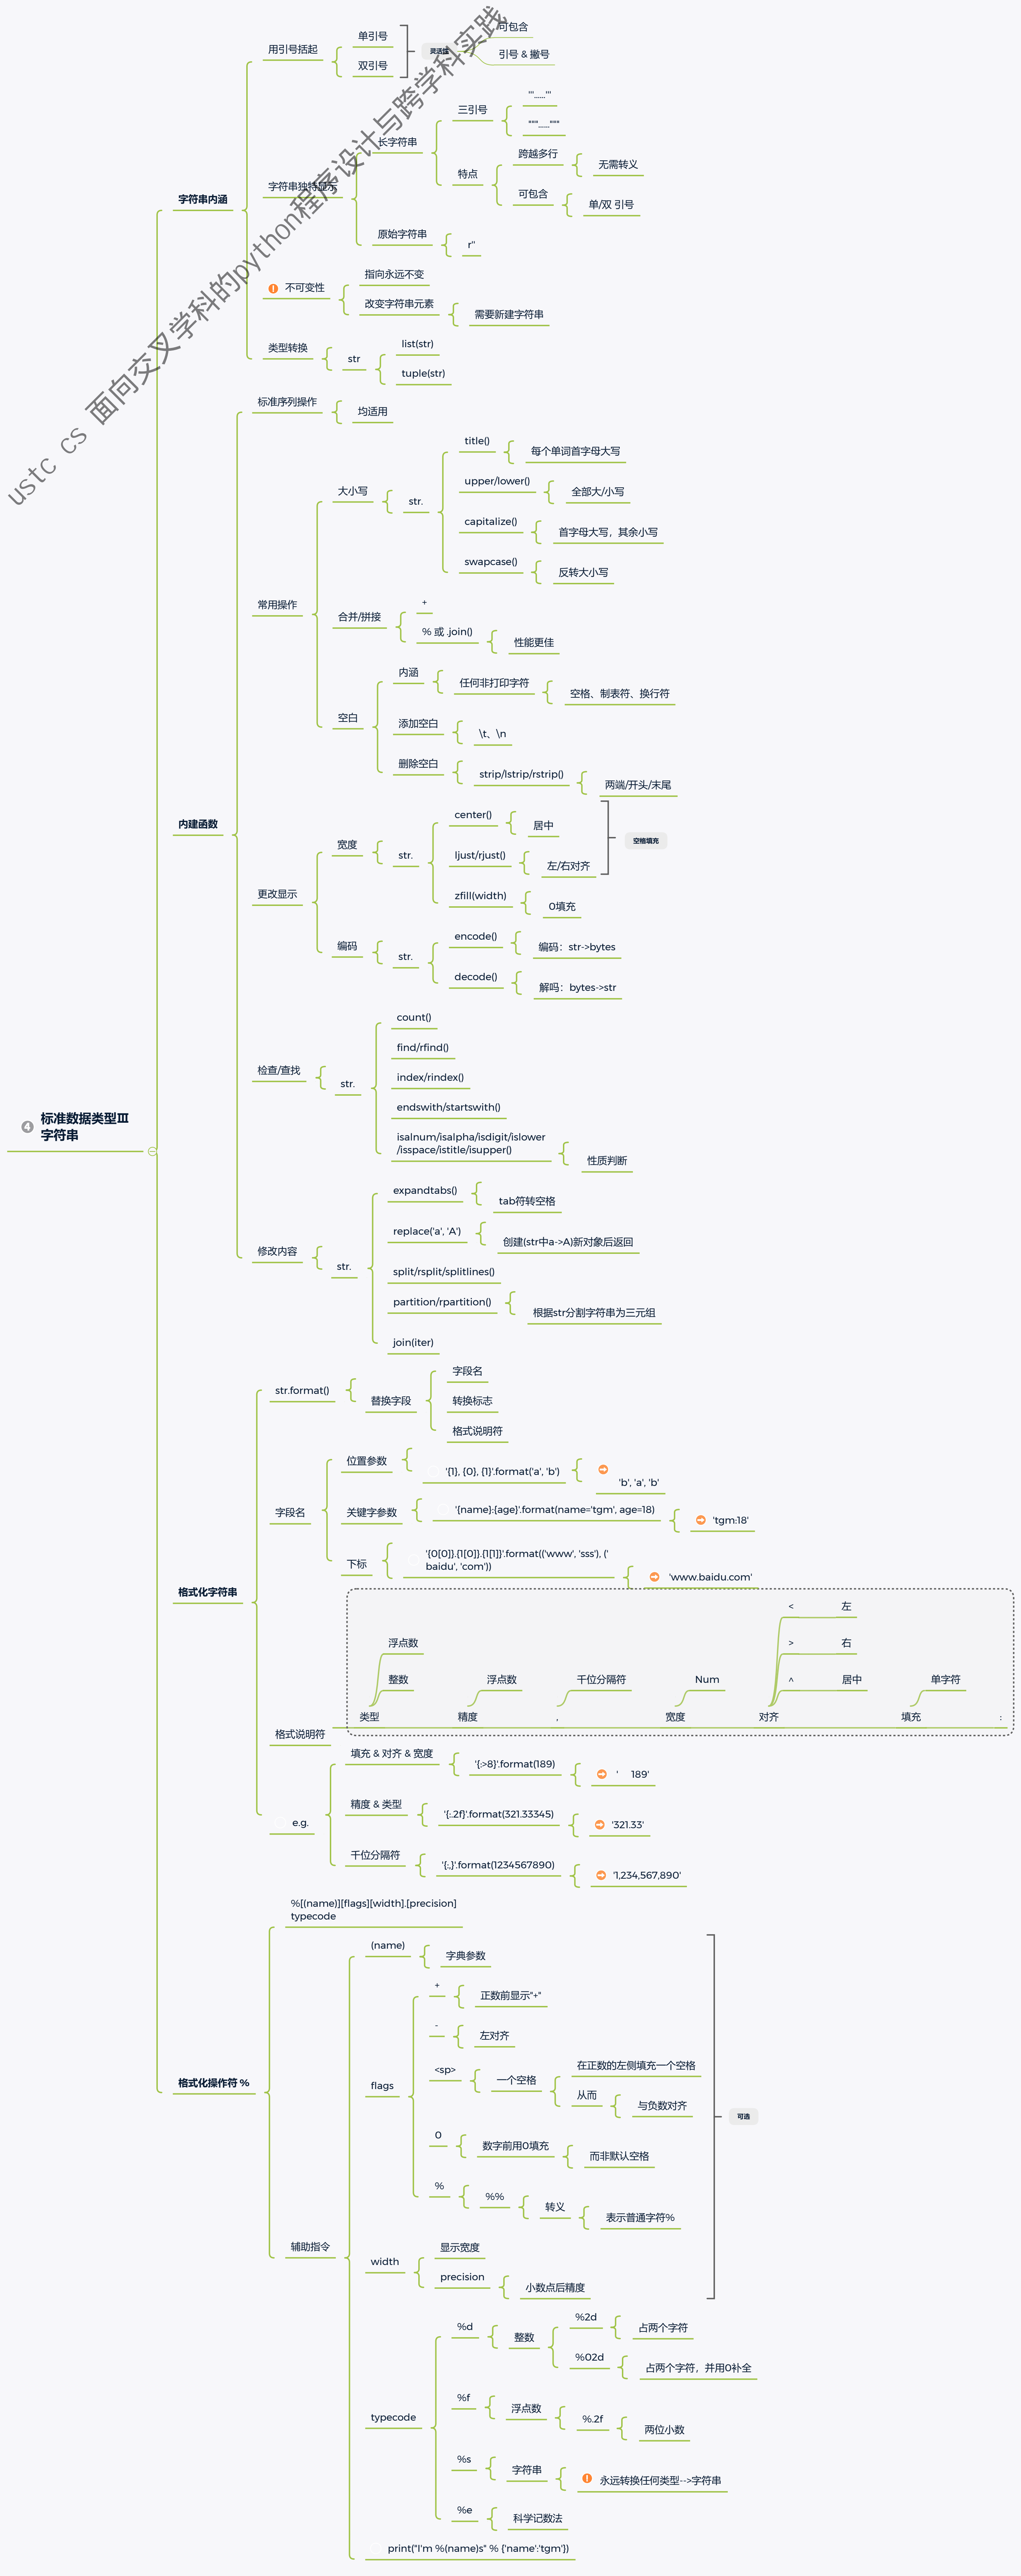 ustc cs 面向交叉学科的python程序设计与跨学科实践
4
标准数据类型Ⅲ
字符串
字符串内涵
用引号括起
单引号
双引号
灵活性
可包含
引号 & 撇号
字符串独特显示
长字符串
三引号
'''......'''
"""......"""
特点
跨越多行
无需转义
可包含
单/双 引号
原始字符串
r''
不可变性
指向永远不变
改变字符串元素
需要新建字符串
类型转换
str
list(str)
tuple(str)
内建函数
标准序列操作
均适用
常用操作
大小写
str.
title()
每个单词首字母大写
upper/lower()
全部大/小写
capitalize()
首字母大写，其余小写
swapcase()
反转大小写
合并/拼接
+
% 或 .join()
性能更佳
空白
内涵
任何非打印字符
空格、制表符、换行符
添加空白
\t、\n
删除空白
strip/lstrip/rstrip()
两端/开头/末尾
更改显示
宽度
str.
center()
居中
ljust/rjust()
左/右对齐
空格填充
zfill(width)
0填充
编码
str.
encode()
编码：str->bytes
decode()
解吗：bytes->str
检查/查找
str.
count()
find/rfind()
index/rindex()
endswith/startswith()
isalnum/isalpha/isdigit/islower
/isspace/istitle/isupper()
性质判断
修改内容
str.
expandtabs()
tab符转空格
replace('a', 'A')
创建(str中a->A)新对象后返回
split/rsplit/splitlines()
partition/rpartition()
根据str分割字符串为三元组
join(iter)
格式化字符串
str.format()
替换字段
字段名
转换标志
格式说明符
字段名
位置参数
'{1}, {0}, {1}'.format('a', 'b')
'b', 'a', 'b'
关键字参数
'{name}:{age}'.format(name='tgm', age=18)
'tgm:18'
下标
'{0[0]}.{1[0]}.{1[1]}'.format(('www', 'sss'), ('
baidu', 'com'))
'www.baidu.com'
格式说明符
浮点数
整数
类型
浮点数
精度
千位分隔符
,
Num
宽度
<
左
>
右
^
居中
对齐
单字符
填充
:
e.g.
填充 & 对齐 & 宽度
'{:>8}'.format(189)
'     189'
精度 & 类型
'{:.2f}'.format(321.33345)
'321.33'
千位分隔符
'{:,}'.format(1234567890)
'1,234,567,890'
格式化操作符 %
%[(name)][flags][width].[precision]
typecode
辅助指令
(name)
字典参数
flags
+
正数前显示"+"
-
左对齐
<sp>
一个空格
在正数的左侧填充一个空格
从而
与负数对齐
0
数字前用0填充
而非默认空格
%
%%
转义
表示普通字符%
width
显示宽度
precision
小数点后精度
可选
typecode
%d
整数
%2d
占两个字符
%02d
占两个字符，并用0补全
%f
浮点数
%.2f
两位小数
%s
字符串
永远转换任何类型-->字符串
%e
科学记数法
print("I'm %(name)s" % {'name':'tgm'})